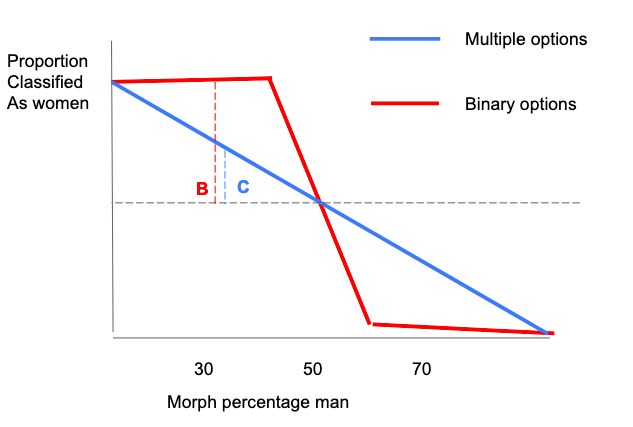 Multiple options
Proportion
Classified
As women
Binary options
B
C
30 50 70
Morph percentage man